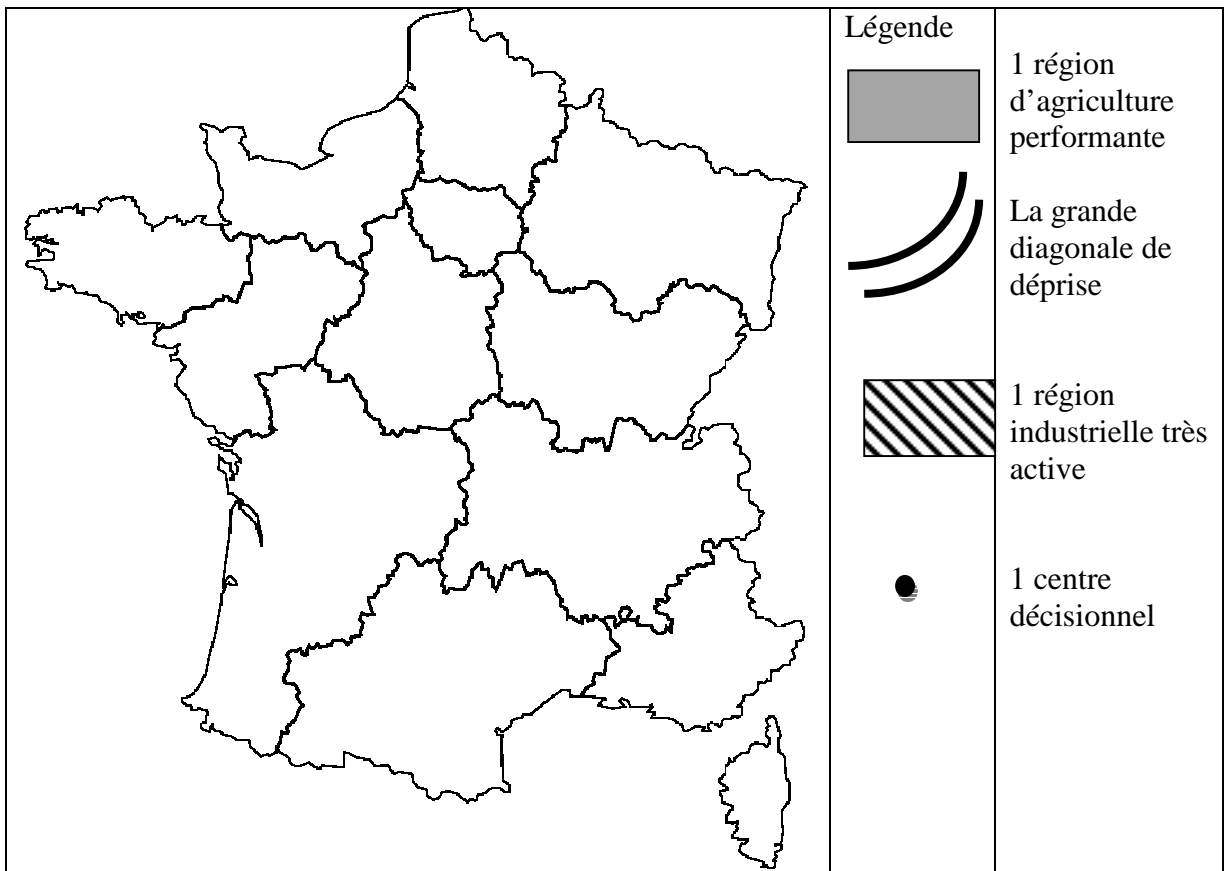 Légende
1 région
d’agriculture
performante
La grande
diagonale de
déprise
1 région
industrielle très
active
1 centre
décisionnel